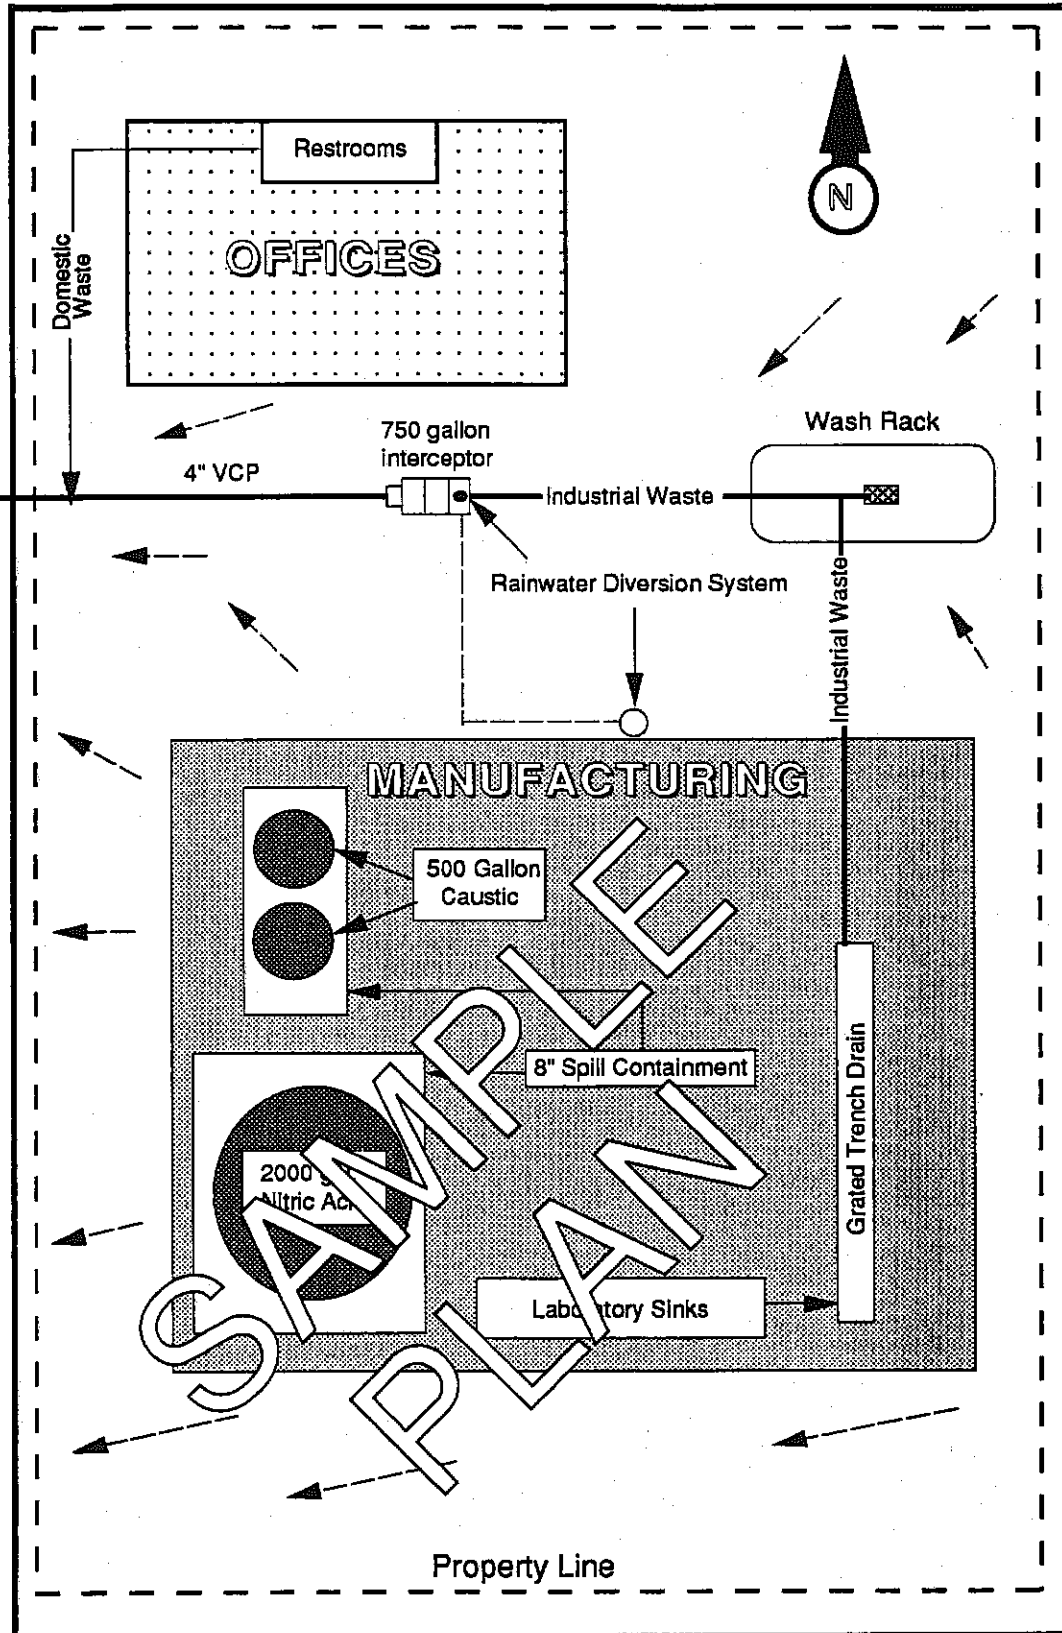 Restrooms
N
OFFICES
Domestic
Waste
Wash Rack
750 gallon
interceptor
4" VCP
Industrial Waste
Rainwater Diversion System
Industrial Waste
MANUFACTURING
500 Gallon
Caustic
8" Spill Containment
Grated Trench Drain
2000
Nitric
Laboratory Sinks
SAMPLE
PLAN
Property Line